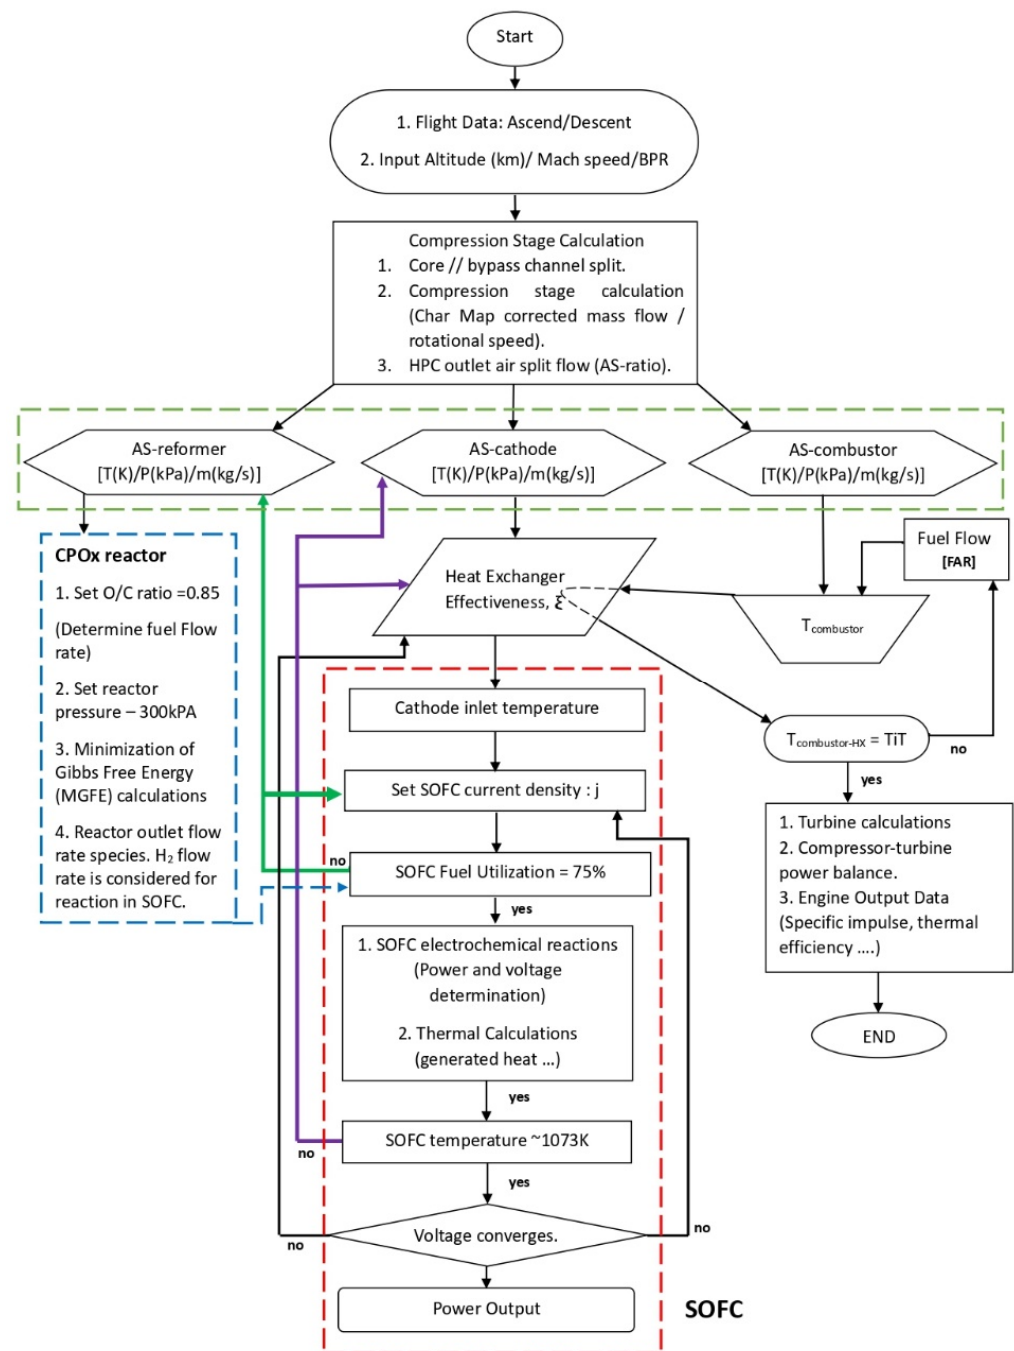 Start
1. Flight Data: Ascend/Descent
2. Input Altitude (km)/ Mach speed/BPR
Compression Stage Calculation
1. Core // bypass channel split.
2. Compression stage calculation
(Char Map corrected mass flow /
rotational speed).
3. HPC outlet air split flow (AS-ratio).
AS-reformer
[T(K)/P(kPa)/m(kg/s)]
AS-cathode
[T(K)/P(kPa)/m(kg/s)]
AS-combustor
[T(K)/P(kPa)/m(kg/s)]
CPOx reactor
1. Set O/C ratio =0.85
(Determine fuel Flow
rate)
2. Set reactor
pressure – 300kPA
3. Minimization of
Gibbs Free Energy
(MGFE) calculations
4. Reactor outlet flow
rate species. H₂ flow
rate is considered for
reaction in SOFC.
Heat Exchanger
Effectiveness, ξ
Fuel Flow
[FAR]
Tcombustor
Tcombustor-HX = TiT
no
yes
1. Turbine calculations
2. Compressor-turbine
power balance.
3. Engine Output Data
(Specific impulse, thermal
efficiency ....)
END
Cathode inlet temperature
Set SOFC current density : j
no
SOFC Fuel Utilization = 75%
yes
1. SOFC electrochemical reactions
(Power and voltage
determination)
2. Thermal Calculations
(generated heat ...)
yes
SOFC temperature ~1073K
no
yes
Voltage converges.
no
no
Power Output
SOFC